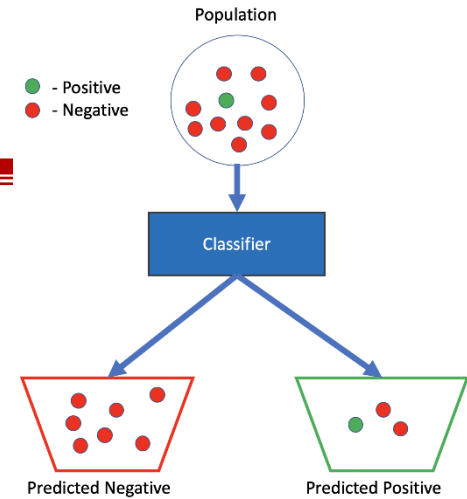 Population
- Positive
- Negative
Classifier
Predicted Negative
Predicted Positive